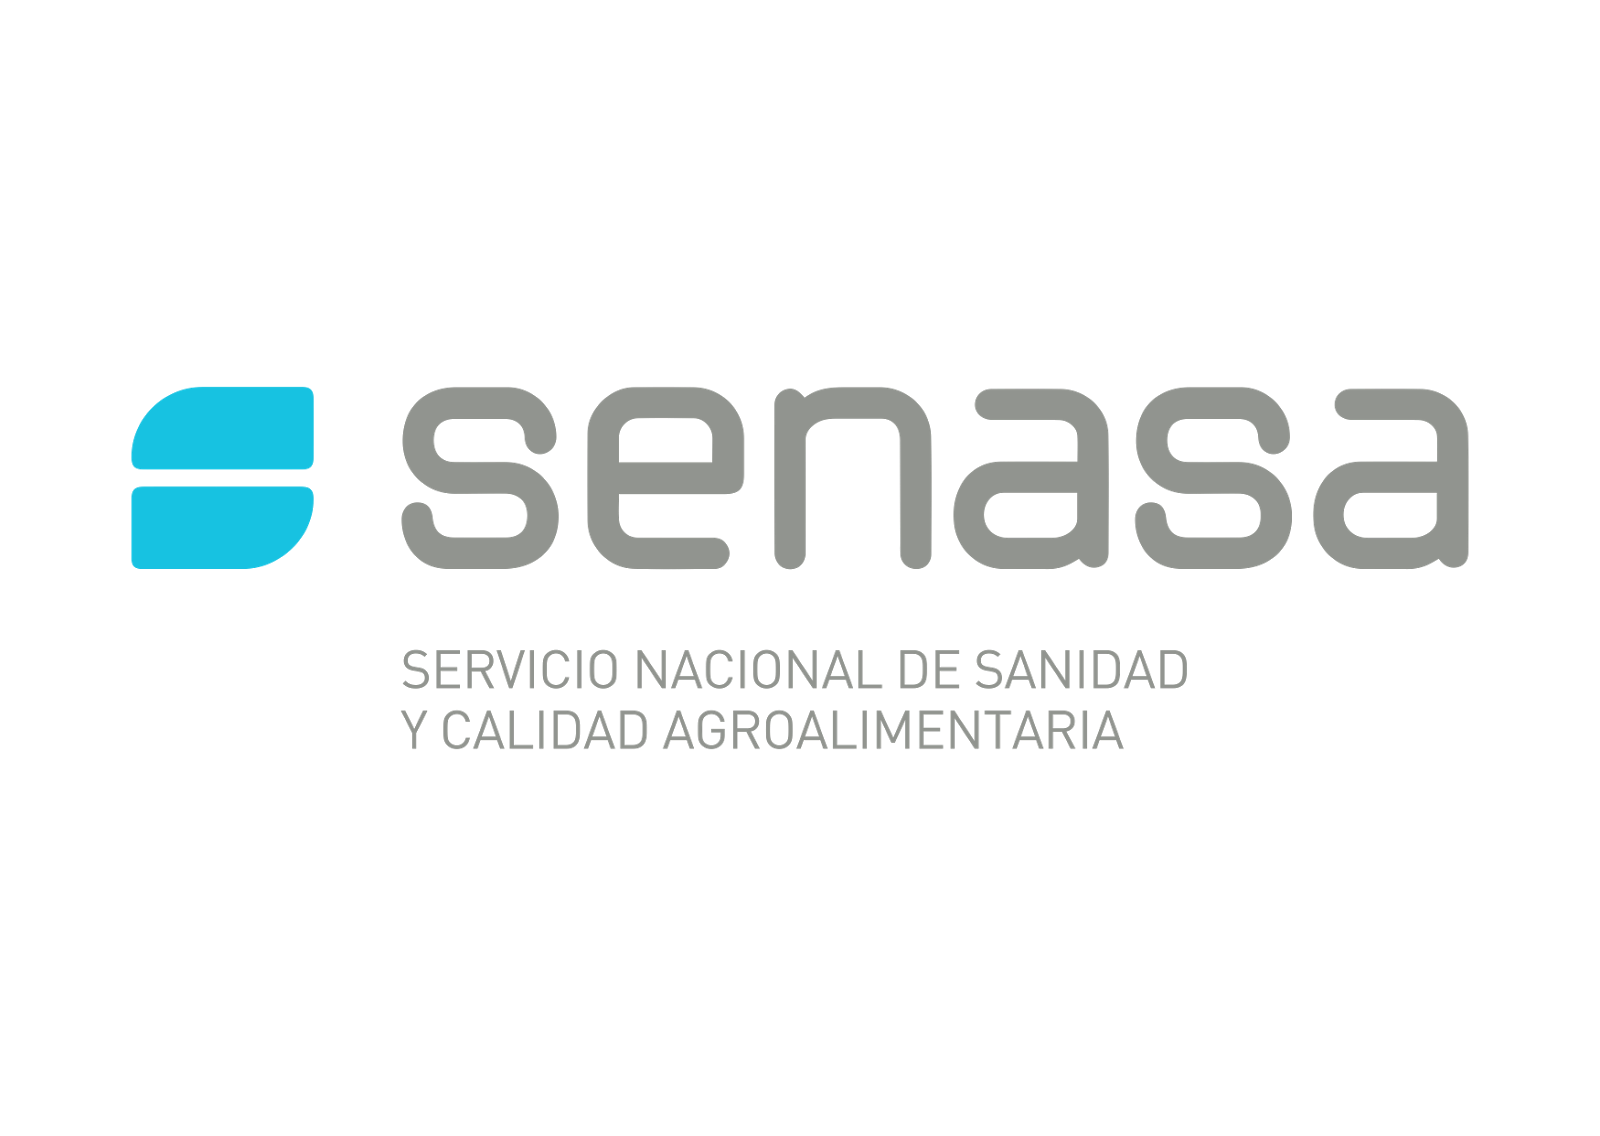 senasa
SERVICIO NACIONAL DE SANIDAD
Y CALIDAD AGROALIMENTARIA